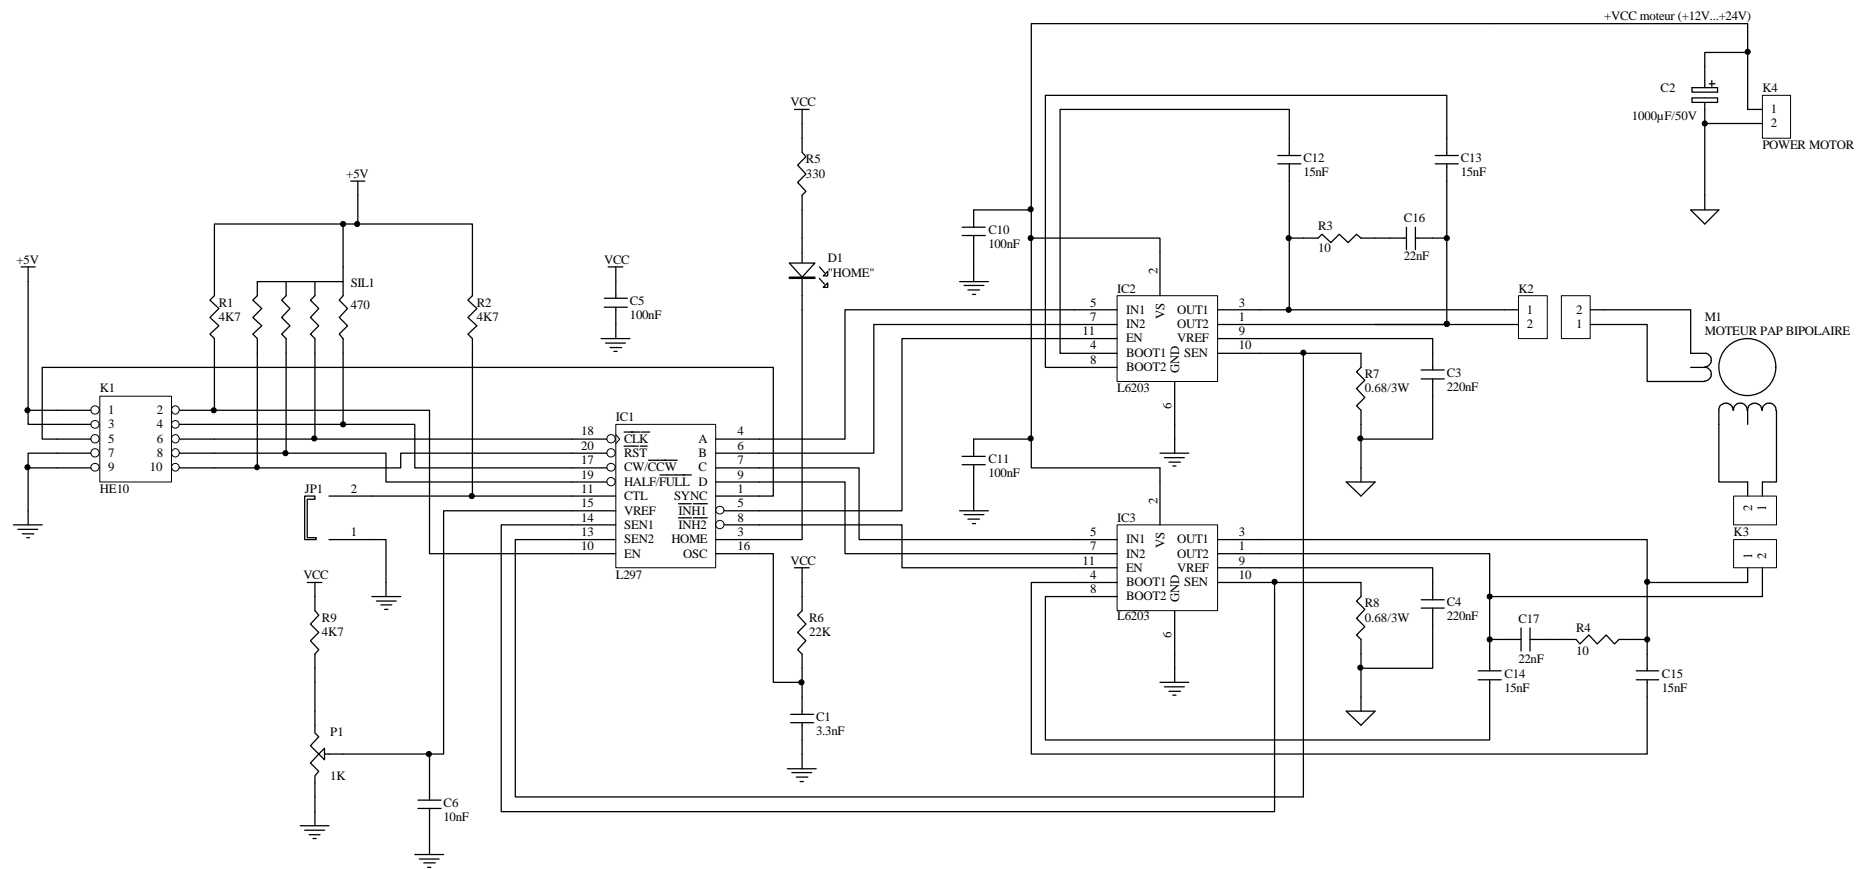 +VCC moteur (+12V...+24V)
C2
1000µF/50V
K4
1
2
POWER MOTOR
VCC
R5
330
D1
"HOME"
C12
15nF
C13
15nF
R3
10
C16
22nF
C10
100nF
+5V
+5V
SIL1
470
R1
4K7
R2
4K7
VCC
C5
100nF
IC2
5 IN1 VS OUT1 3
7 IN2 OUT2 1
11 EN VREF 9
4 BOOT1 SEN 10
8 BOOT2 GND
2
6
L6203
K2
1
2
2
1
M1
MOTEUR PAP BIPOLAIRE
R7
0.68/3W
C3
220nF
K1
1 2
3 4
5 6
7 8
9 10
HE10
JP1
2
1
IC1
18 CLK A 4
20 RST B 6
17 CW/CCW C 7
19 HALF/FULL D 9
11 CTL SYNC 1
15 VREF INH1 5
14 SEN1 INH2 8
13 SEN2 HOME 3
10 EN OSC 16
L297
C11
100nF
IC3
5 IN1 VS OUT1 3
7 IN2 OUT2 1
11 EN VREF 9
4 BOOT1 SEN 10
8 BOOT2 GND
2
6
L6203
2 1
K3
1 2
VCC
R9
4K7
VCC
R6
22K
R8
0.68/3W
C4
220nF
C17
22nF
R4
10
C14
15nF
C15
15nF
C1
3.3nF
P1
1K
C6
10nF